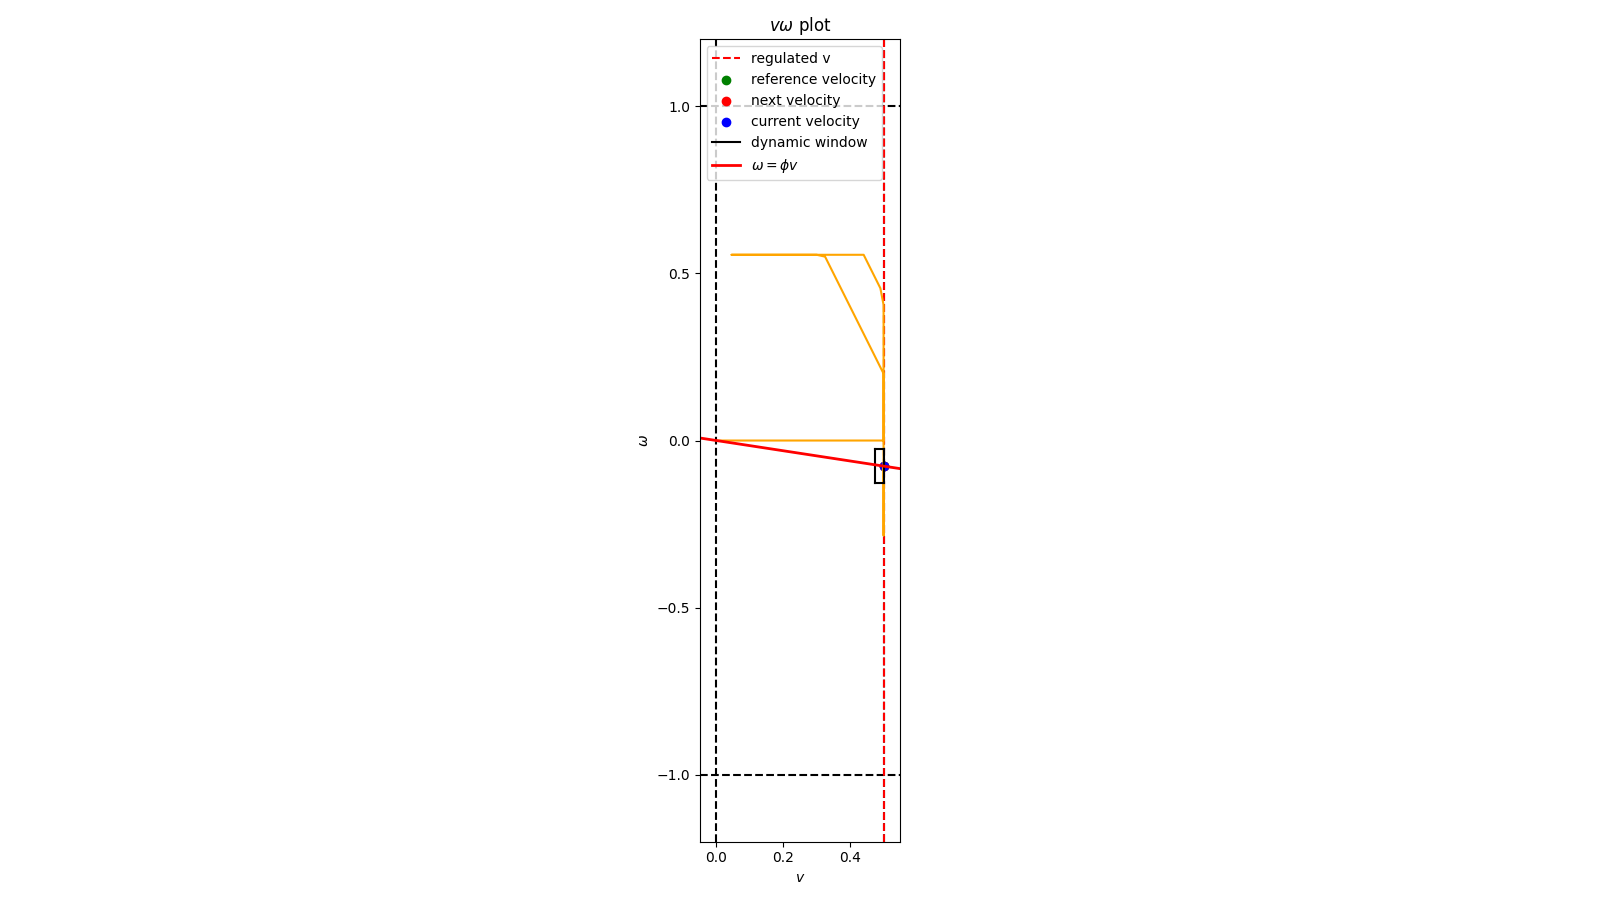 vω plot
regulated v
reference velocity
next velocity
current velocity
dynamic window
ω = ϕv
1.0
0.5
0.0
−0.5
−1.0
ω
0.0 0.2 0.4
v